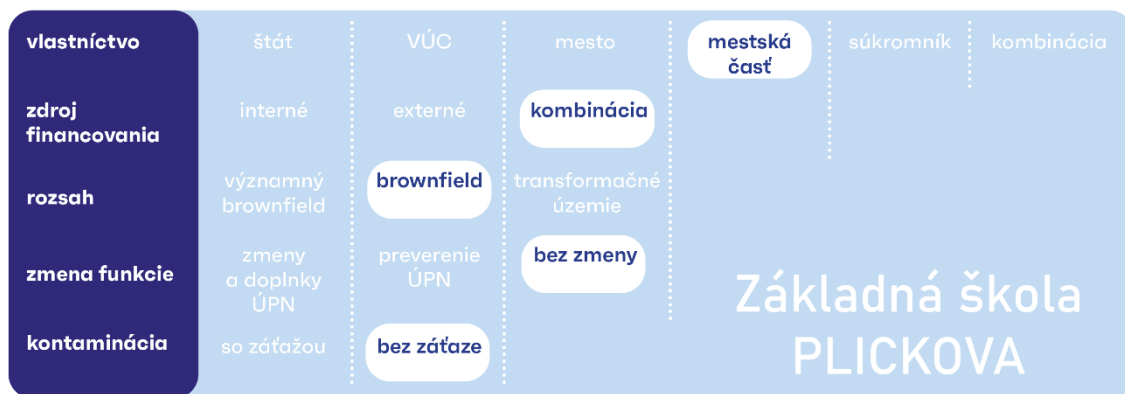 vlastníctvo štát VÚC mesto mestská časť súkromník kombinácia
zdroj financovania interné externé kombinácia
rozsah významný brownfield brownfield transformačné územie
zmena funkcie zmeny a doplnky ÚPN preverenie ÚPN bez zmeny
kontaminácia so záťažou bez záťaze
Základná škola
PLICKOVA